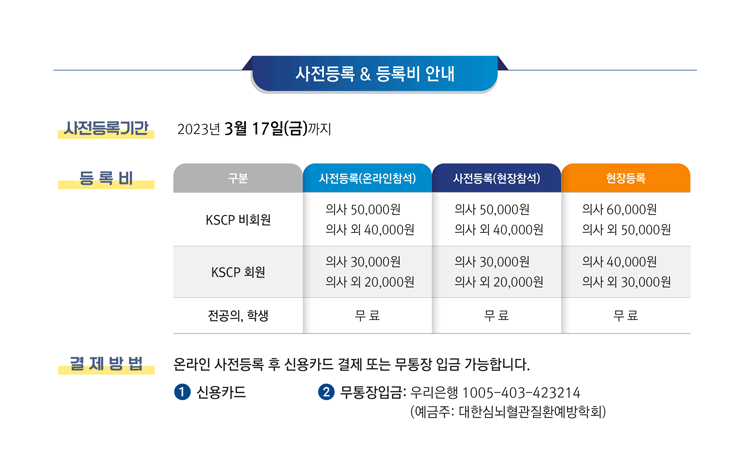 사전등록 & 등록비 안내
사전등록기간 2023년 3월 17일(금)까지
등 록 비
구분 사전등록(온라인참석) 사전등록(현장참석) 현장등록
KSCP 비회원
의사 50,000원 의사 50,000원 의사 60,000원
의사 외 40,000원 의사 외 40,000원 의사 외 50,000원
KSCP 회원
의사 30,000원 의사 30,000원 의사 40,000원
의사 외 20,000원 의사 외 20,000원 의사 외 30,000원
전공의, 학생 무 료 무 료 무 료
결 제 방 법 온라인 사전등록 후 신용카드 결제 또는 무통장 입금 가능합니다.
1 신용카드 2 무통장입금: 우리은행 1005-403-423214
(예금주: 대한심뇌혈관질환예방학회)